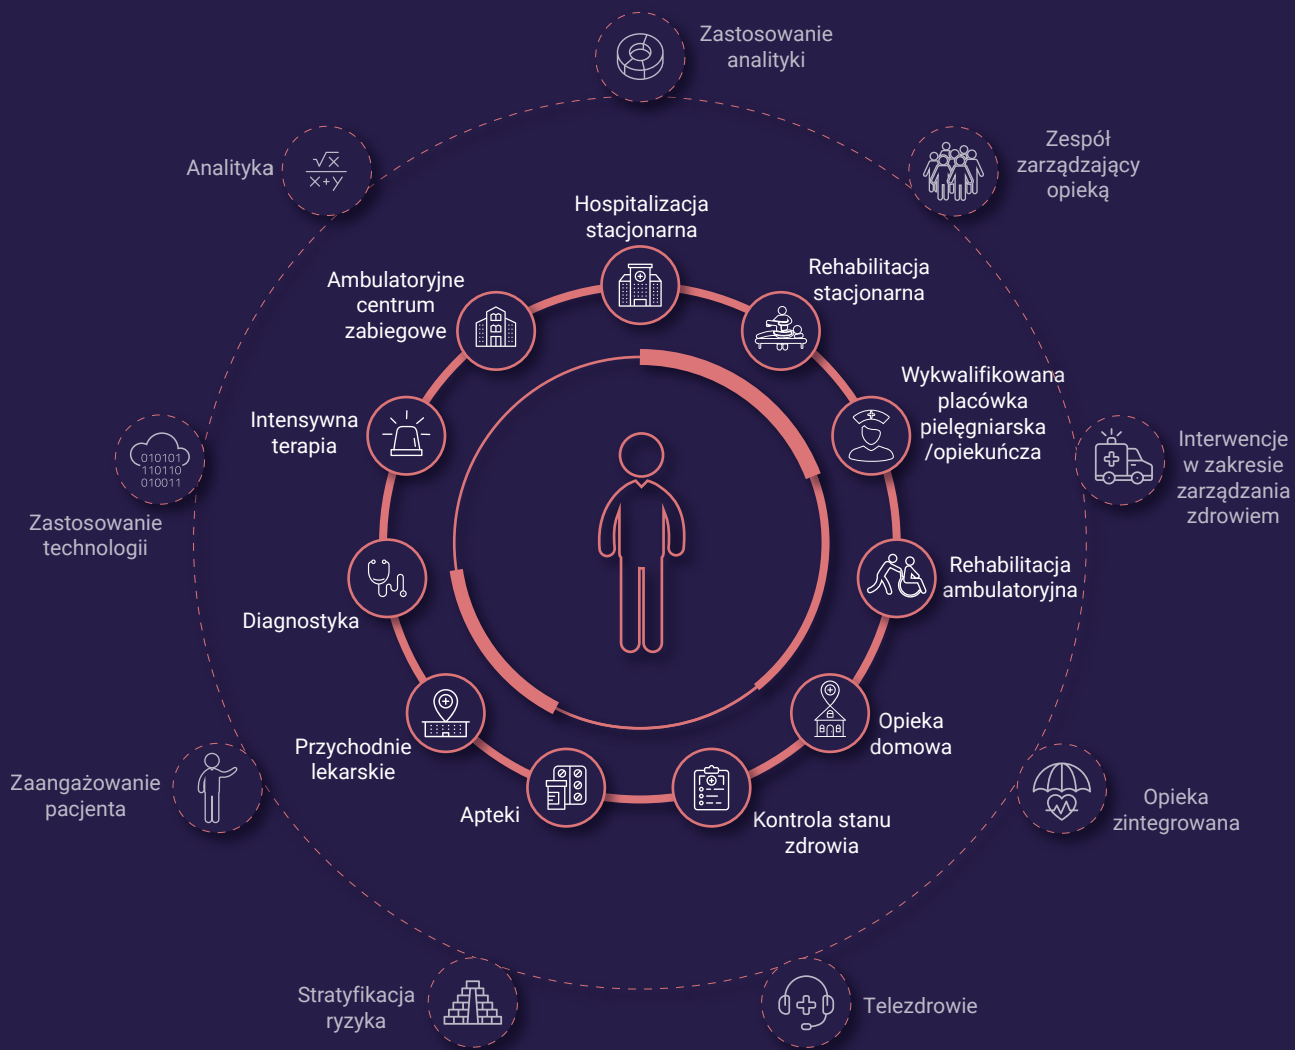 Zastosowanie
analityki
Analityka
√x
x+y
Zespół
zarządzający
opieką
Hospitalizacja
stacjonarna
Ambulatoryjne
centrum
zabiegowe
Rehabilitacja
stacjonarna
Wykwalifikowana
placówka
pielęgniarska
/opiekuńcza
Intensywna
terapia
010101
110110
010011
Zastosowanie
technologii
Interwencje
w zakresie
zarządzania
zdrowiem
Rehabilitacja
ambulatoryjna
Diagnostyka
Opieka
domowa
Przychodnie
lekarskie
Apteki
Kontrola stanu
zdrowia
Zaangażowanie
pacjenta
Opieka
zintegrowana
Stratyfikacja
ryzyka
Telezdrowie